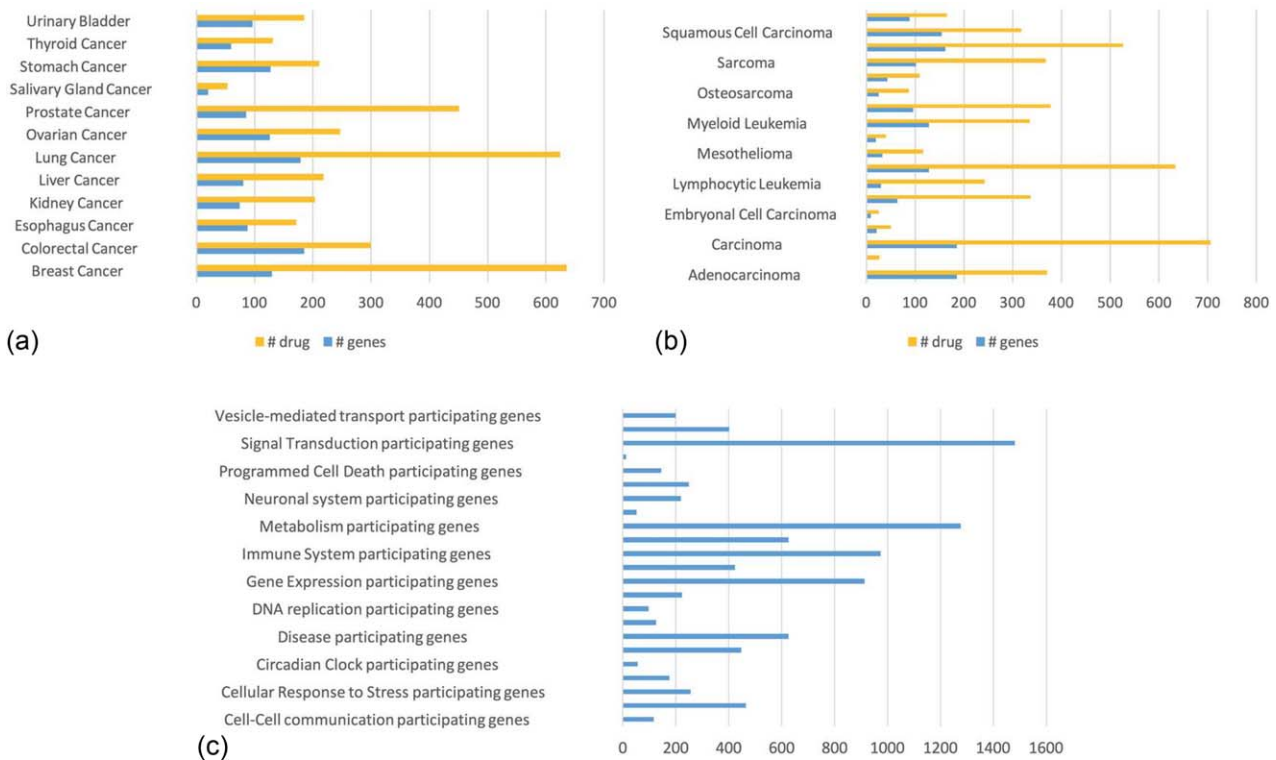 Urinary Bladder
Thyroid Cancer
Stomach Cancer
Salivary Gland Cancer
Prostate Cancer
Ovarian Cancer
Lung Cancer
Liver Cancer
Kidney Cancer
Esophagus Cancer
Colorectal Cancer
Breast Cancer
0 100 200 300 400 500 600 700
(a)
# drug # genes
Squamous Cell Carcinoma
Sarcoma
Osteosarcoma
Myeloid Leukemia
Mesothelioma
Lymphocytic Leukemia
Embryonal Cell Carcinoma
Carcinoma
Adenocarcinoma
0 100 200 300 400 500 600 700 800
(b)
# drug # genes
Vesicle-mediated transport participating genes
Signal Transduction participating genes
Programmed Cell Death participating genes
Neuronal system participating genes
Metabolism participating genes
Immune System participating genes
Gene Expression participating genes
DNA replication participating genes
Disease participating genes
Circadian Clock participating genes
Cellular Response to Stress participating genes
Cell-Cell communication participating genes
0 200 400 600 800 1000 1200 1400 1600
(c)